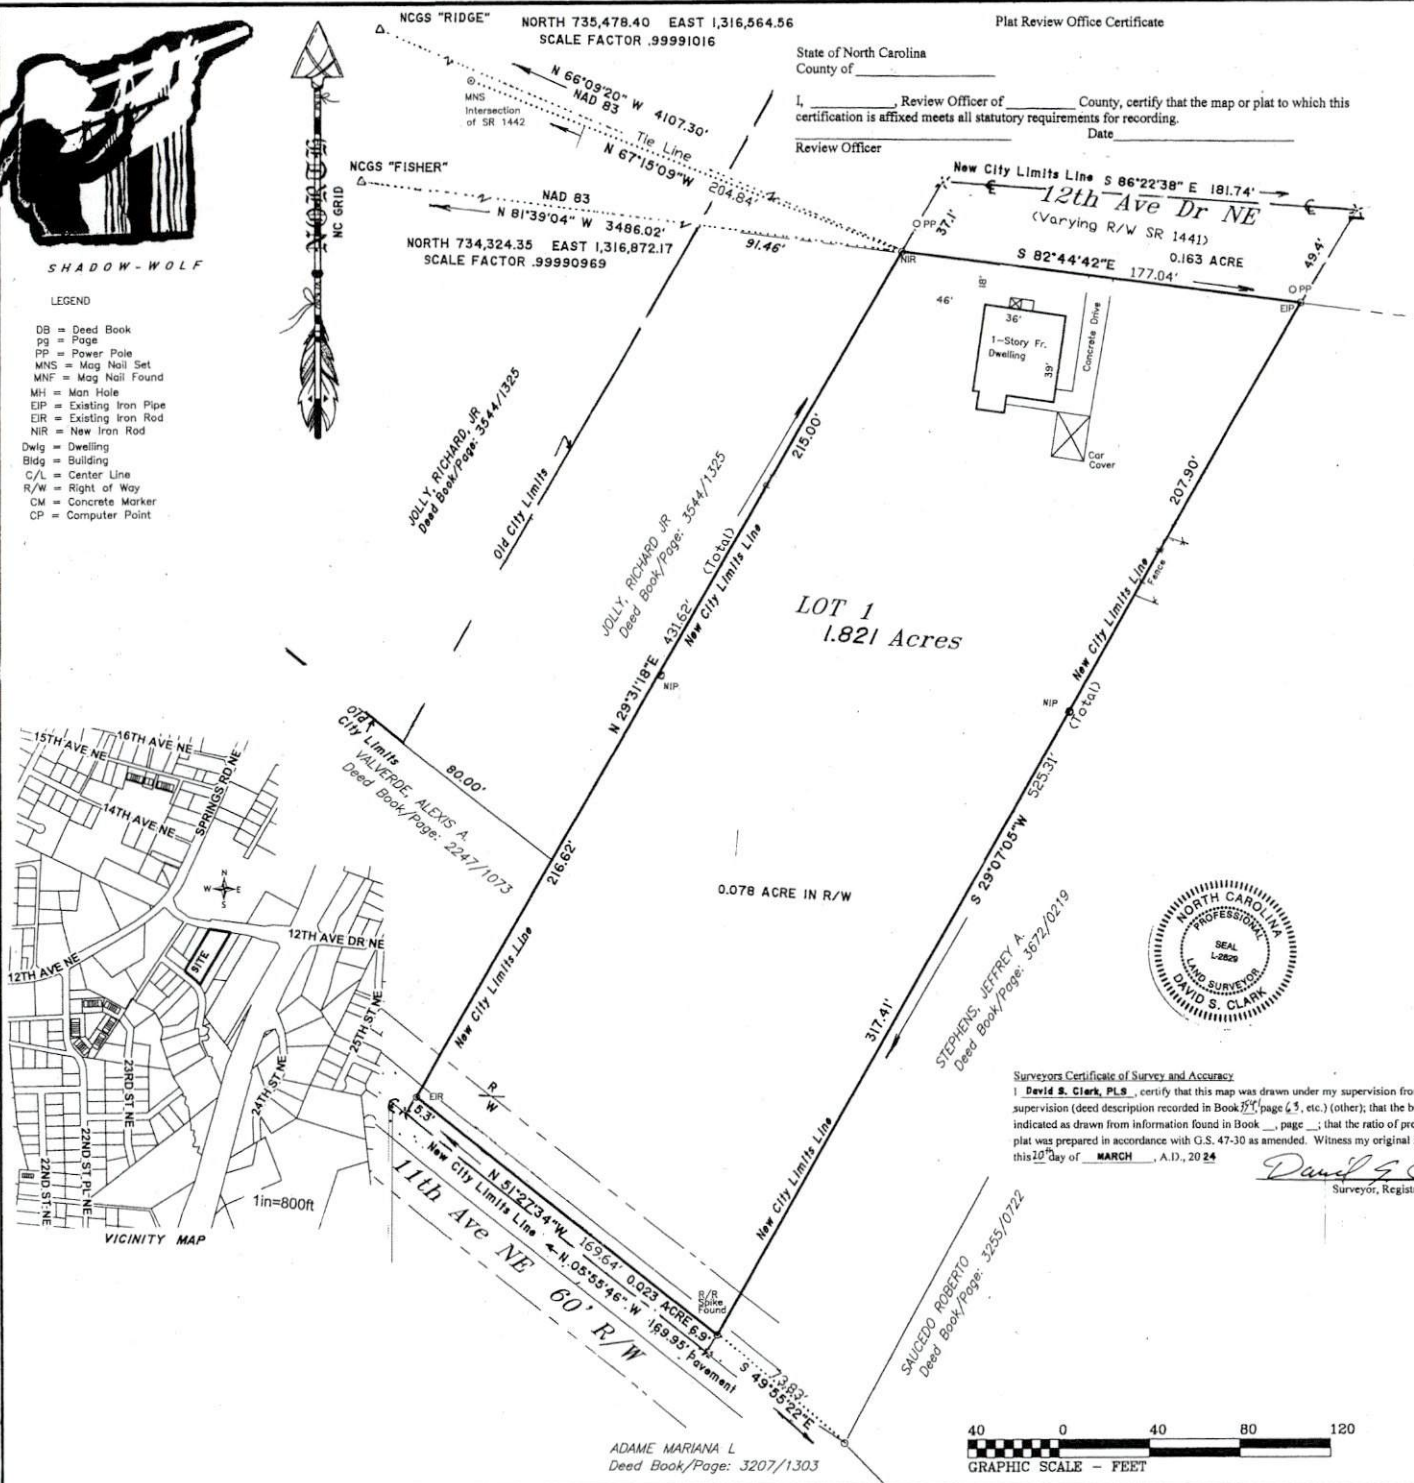 NCGS "RIDGE"
NORTH 735,478.40 EAST 1,316,564.56
SCALE FACTOR .99991016
Plat Review Office Certificate
State of North Carolina
County of
I, , Review Officer of County, certify that the map or plat to which this
certification is affixed meets all statutory requirements for recording.
Date
Review Officer
N 66°09'20" W 4107.30'
NAD 83
MNS
Intersection
of SR 1442
Tie Line
N 67°15'09"W 204.84'
NCGS "FISHER"
NAD 83
N 81°39'04" W 3486.02'
NORTH 734,324.35 EAST 1,316,872.17
SCALE FACTOR .99990969
91.46'
NORTH
NC GRID
SHADOW-WOLF
New City Limits Line S 86°22'38" E 181.74'
12th Ave Dr NE
(Varying R/W SR 1441)
PP
37.1'
NIR
S 82°44'42"E 177.04'
0.163 ACRE
49.4'
PP
EIP
LEGEND
DB = Deed Book
pg = Page
PP = Power Pole
MNS = Mag Nail Set
MNF = Mag Nail Found
MH = Man Hole
EIP = Existing Iron Pipe
EIR = Existing Iron Rod
NIR = New Iron Rod
Dwlg = Dwelling
Bldg = Building
C/L = Center Line
R/W = Right of Way
CM = Concrete Marker
CP = Computer Point
46'
18'
36'
1-Story Fr.
Dwelling
39'
Concrete Drive
Car
Cover
JOLLY, RICHARD, JR
Deed Book/Page: 3544/1325
Old City Limits
JOLLY, RICHARD JR
Deed Book/Page: 3544/1325
215.00'
N 29°31'18"E 431.62' (Total)
New City Limits Line
NIP
207.90'
Fence
New City Limits Line
LOT 1
1.821 Acres
NIP
(Total)
S 29°07'05"W 525.31'
Old
City Limits
80.00'
VALVERDE, ALEXIS A.
Deed Book/Page: 2247/1073
216.62'
0.078 ACRE IN R/W
New City Limits Line
317.41'
STEPHENS, JEFFREY A.
Deed Book/Page: 3672/0219
New City Limits Line
NORTH CAROLINA
PROFESSIONAL
SEAL
L-2829
LAND SURVEYOR
DAVID S. CLARK
15TH AVE NE
16TH AVE NE
SPRINGS RD NE
14TH AVE NE
N
W E
S
12TH AVE DR NE
12TH AVE NE
SITE
25TH ST NE
24TH ST NE
23RD ST NE
22ND ST PL NE
22ND ST NE
1in=800ft
VICINITY MAP
EIR
5.3'
R/W
N 51°27'34"W 169.64'
New City Limits Line
N 05°55'46" W 169.95'
0.023 ACRE
6.9'
Pavement
11th Ave NE 60' R/W
R/R
Spike
Found
S 49°55'22"E
73.83'
Surveyors Certificate of Survey and Accuracy
I David S. Clark, PLS , certify that this map was drawn under my supervision fro
supervision (deed description recorded in Book page 63, etc.) (other); that the b
indicated as drawn from information found in Book __, page __; that the ratio of pre
plat was prepared in accordance with G.S. 47-30 as amended. Witness my original
this 20th day of MARCH , A.D., 2024
David S.
Surveyor, Registe
SAUCEDO ROBERTO
Deed Book/Page: 3255/0722
ADAME MARIANA L
Deed Book/Page: 3207/1303
40 0 40 80 120
GRAPHIC SCALE - FEET